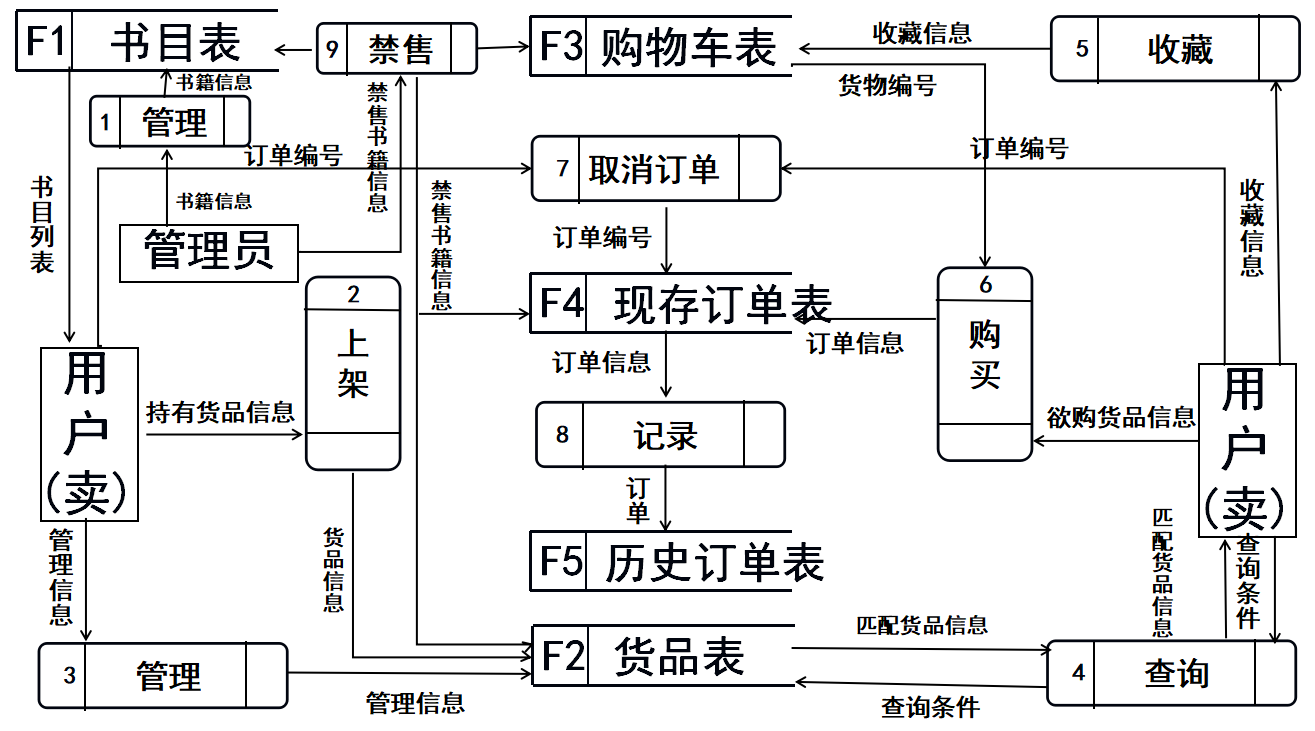 F1 书目表
9 禁售
F3 购物车表
收藏信息
5 收藏
书籍信息
货物编号
1 管理
禁售书籍信息
订单编号
7 取消订单
订单编号
书目列表
书籍信息
禁售书籍信息
收藏信息
管理员
订单编号
2
上架
F4 现存订单表
6
购买
订单信息
订单信息
用户(卖)
持有货品信息
8 记录
欲购货品信息
用户(卖)
订单
管理信息
货品信息
F5 历史订单表
匹配货品信息
查询条件
F2 货品表
匹配货品信息
3 管理
4 查询
管理信息
查询条件